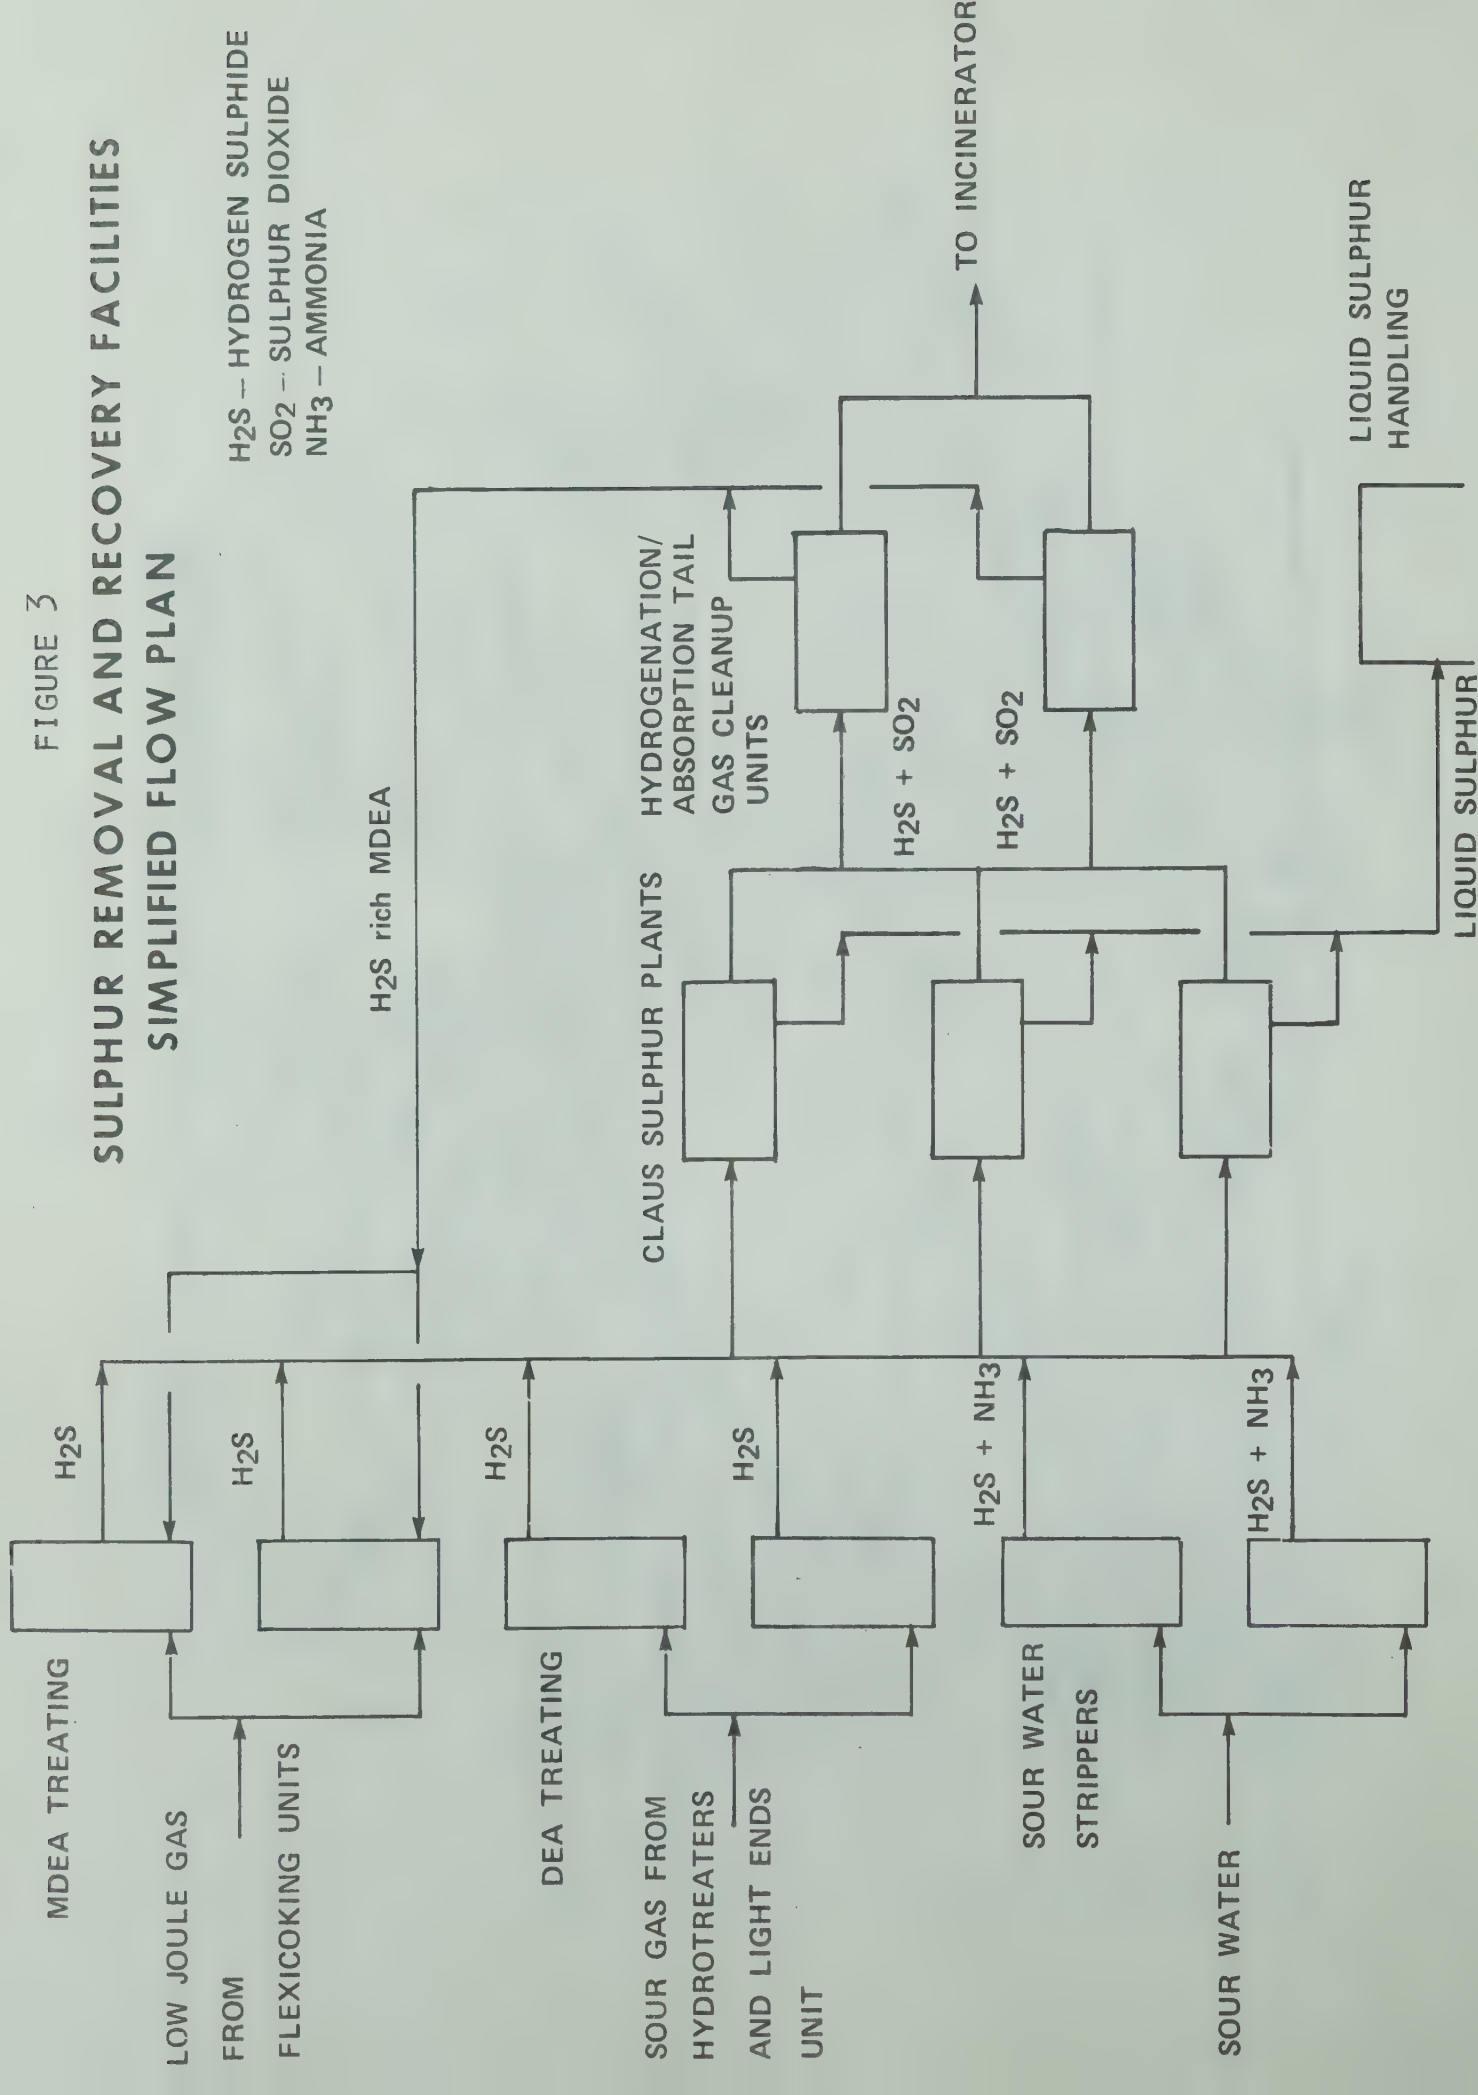 FIGURE 3
SULPHUR REMOVAL AND RECOVERY FACILITIES
SIMPLIFIED FLOW PLAN
H2S – HYDROGEN SULPHIDE
SO2 – SULPHUR DIOXIDE
NH3 – AMMONIA
MDEA TREATING
H2S
LOW JOULE GAS
FROM
FLEXICOKING UNITS
H2S
H2S rich MDEA
DEA TREATING
H2S
SOUR GAS FROM
HYDROTREATERS
AND LIGHT ENDS
UNIT
H2S
CLAUS SULPHUR PLANTS
HYDROGENATION/
ABSORPTION TAIL
GAS CLEANUP
UNITS
H2S + SO2
H2S + SO2
TO INCINERATOR
SOUR WATER
STRIPPERS
H2S + NH3
SOUR WATER
H2S + NH3
LIQUID SULPHUR
HANDLING
LIQUID SULPHUR